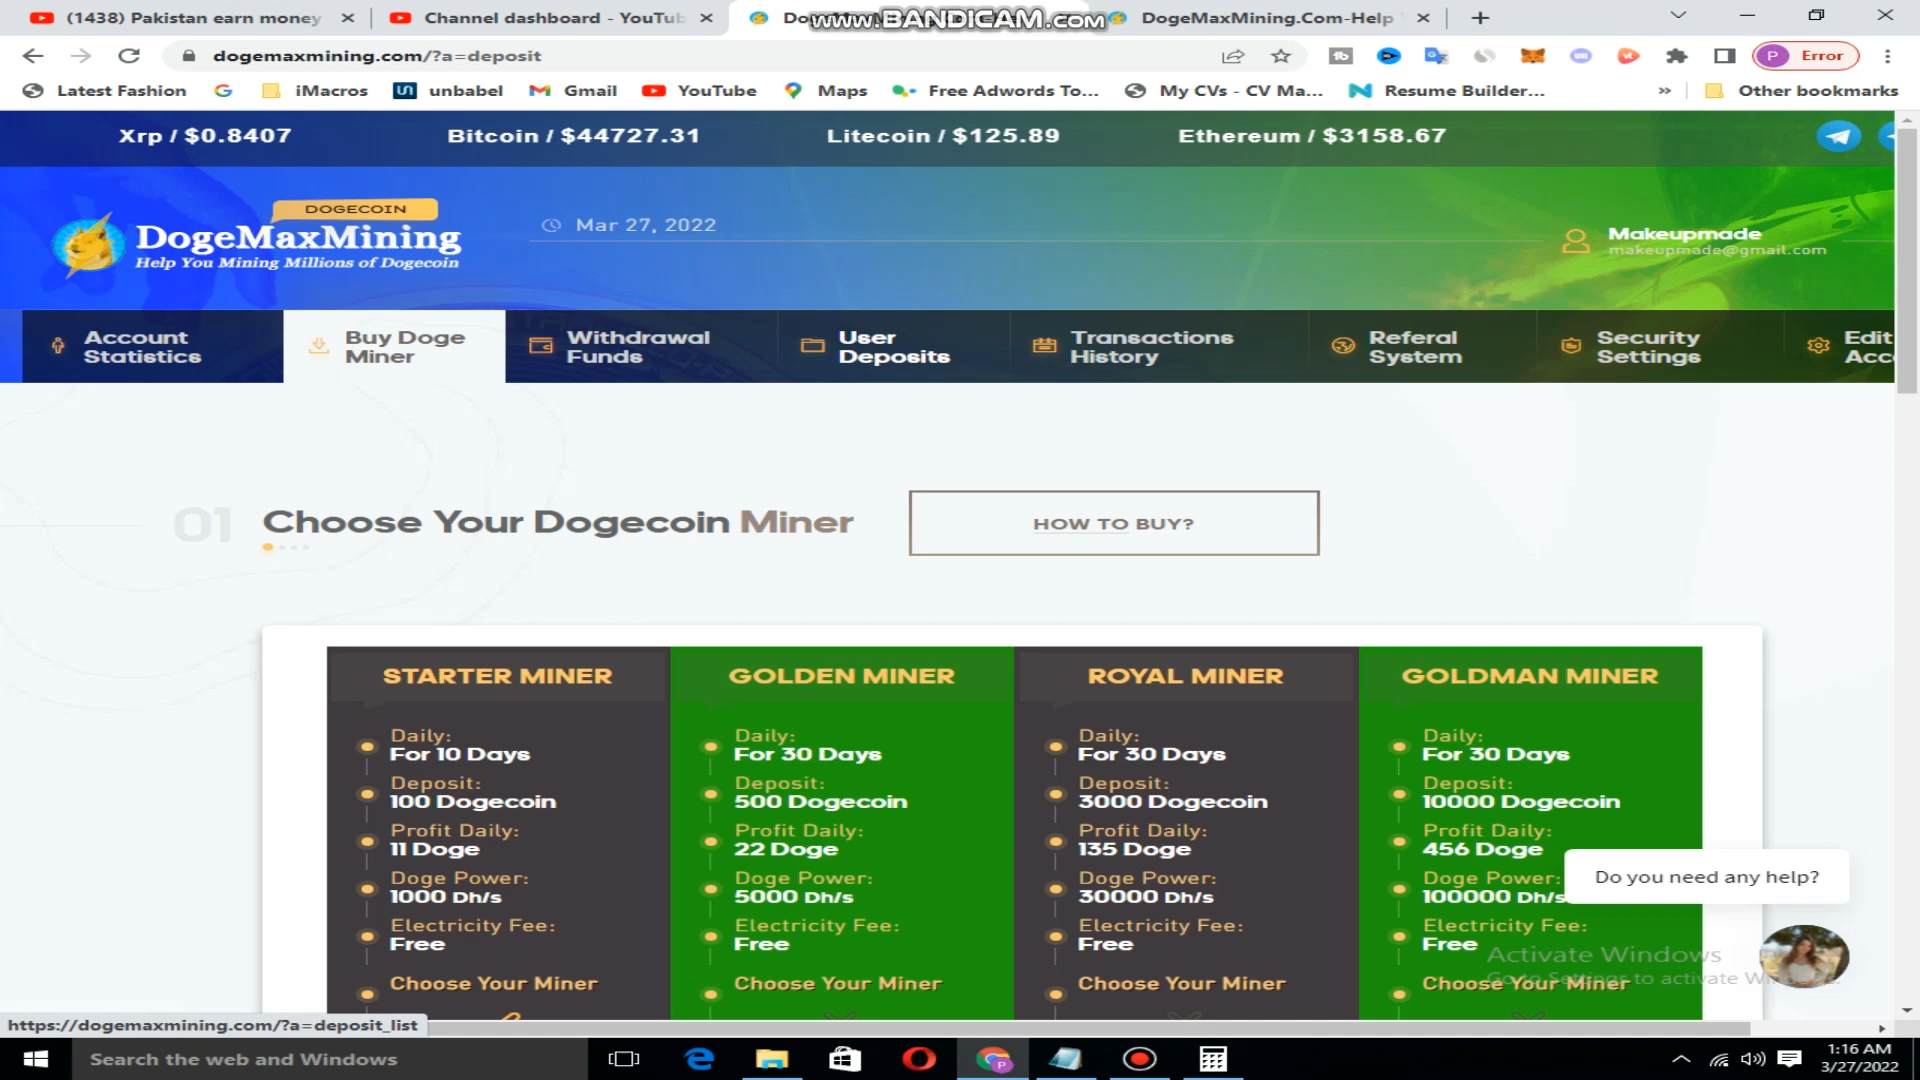 (1438) Pakistan earn money
Channel dashboard - YouTub
www.BANDICAM.com
DogeMaxMining.Com-Help
dogemaxmining.com/?a=deposit
P Error
Latest Fashion
iMacros
unbabel
Gmail
YouTube
Maps
Free Adwords To...
My CVs - CV Ma...
Resume Builder...
»
Other bookmarks
Xrp / $0.8407
Bitcoin / $44727.31
Litecoin / $125.89
Ethereum / $3158.67
DOGECOIN
DogeMaxMining
Help You Mining Millions of Dogecoin
Mar 27, 2022
Makeupmade
makeupmade@gmail.com
Account
Statistics
Buy Doge
Miner
Withdrawal
Funds
User
Deposits
Transactions
History
Referal
System
Security
Settings
Edit
Acc
01 Choose Your Dogecoin Miner
HOW TO BUY?
STARTER MINER
Daily:
For 10 Days
Deposit:
100 Dogecoin
Profit Daily:
11 Doge
Doge Power:
1000 Dh/s
Electricity Fee:
Free
Choose Your Miner
GOLDEN MINER
Daily:
For 30 Days
Deposit:
500 Dogecoin
Profit Daily:
22 Doge
Doge Power:
5000 Dh/s
Electricity Fee:
Free
Choose Your Miner
ROYAL MINER
Daily:
For 30 Days
Deposit:
3000 Dogecoin
Profit Daily:
135 Doge
Doge Power:
30000 Dh/s
Electricity Fee:
Free
Choose Your Miner
GOLDMAN MINER
Daily:
For 30 Days
Deposit:
10000 Dogecoin
Profit Daily:
456 Doge
Doge Power:
100000 Dh/s
Electricity Fee:
Free
Choose Your Miner
Do you need any help?
Activate Windows
Go to Settings to activate
https://dogemaxmining.com/?a=deposit_list
Search the web and Windows
1:16 AM
3/27/2022